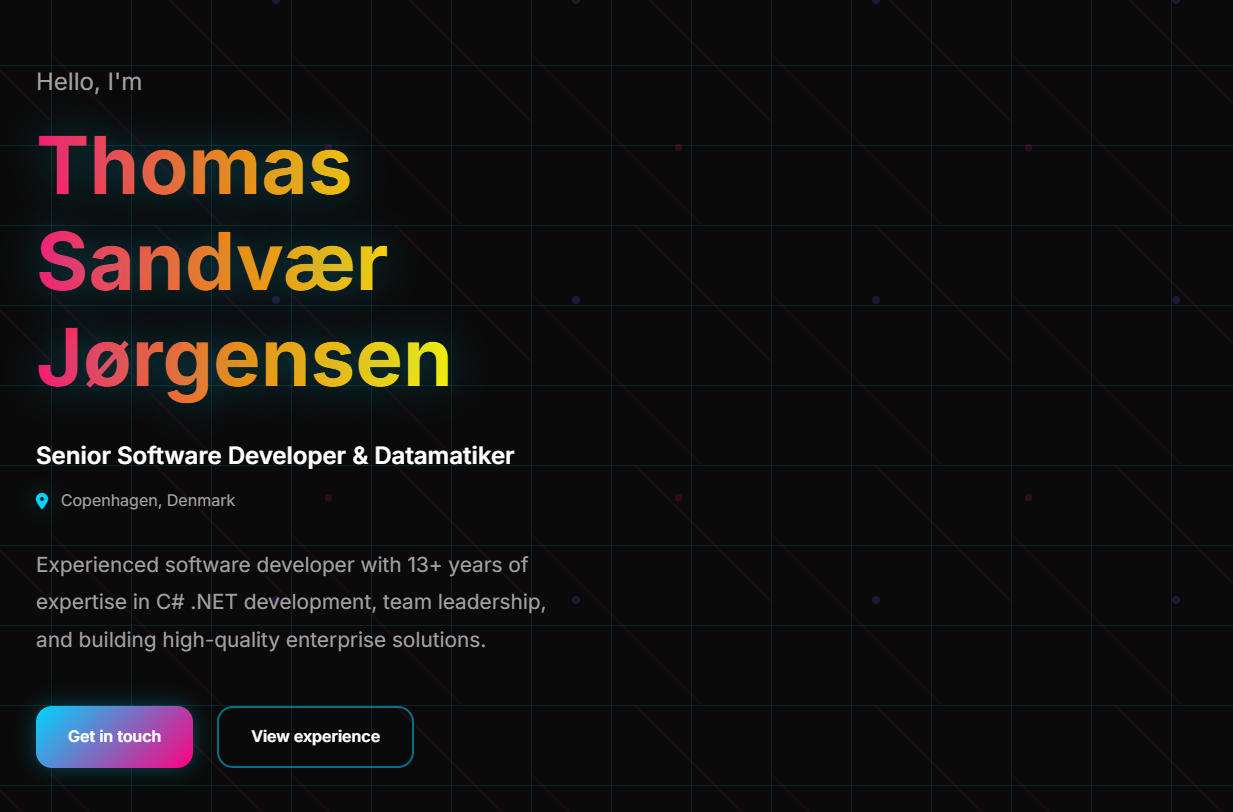 Hello, I'm
Thomas
Sandvær
Jørgensen
Senior Software Developer & Datamatiker
Copenhagen, Denmark
Experienced software developer with 13+ years of
expertise in C# .NET development, team leadership,
and building high-quality enterprise solutions.
Get in touch
View experience